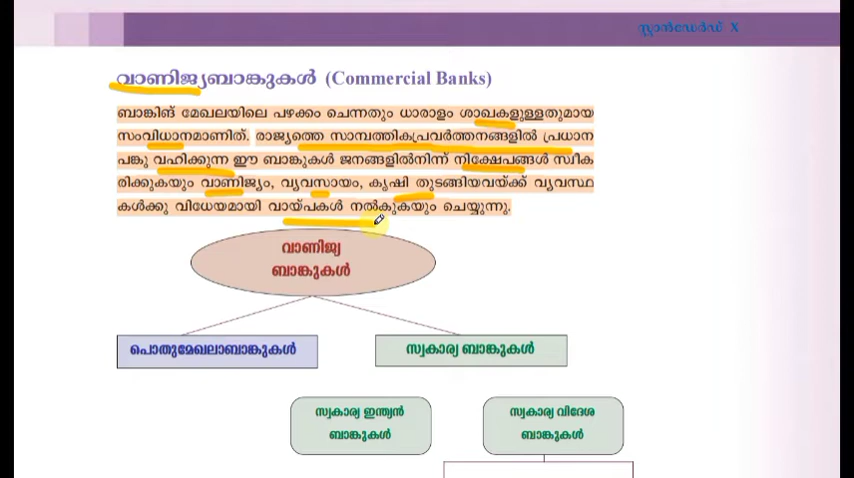 സ്റ്റാൻഡേർഡ് X
വാണിജ്യബാങ്കുകൾ (Commercial Banks)
ബാങ്കിങ് മേഖലയിലെ പഴക്കം ചെന്നതും ധാരാളം ശാഖകളുള്ളതുമായ
സംവിധാനമാണിത്. രാജ്യത്തെ സാമ്പത്തികപ്രവർത്തനങ്ങളിൽ പ്രധാന
പങ്കു വഹിക്കുന്ന ഈ ബാങ്കുകൾ ജനങ്ങളിൽനിന്ന് നിക്ഷേപങ്ങൾ സ്വീക
രിക്കുകയും വാണിജ്യം, വ്യവസായം, കൃഷി തുടങ്ങിയവയ്ക്ക് വ്യവസ്ഥ
കൾക്കു വിധേയമായി വായ്പകൾ നൽകുകയും ചെയ്യുന്നു.
വാണിജ്യ
ബാങ്കുകൾ
പൊതുമേഖലാബാങ്കുകൾ
സ്വകാര്യ ബാങ്കുകൾ
സ്വകാര്യ ഇന്ത്യൻ
ബാങ്കുകൾ
സ്വകാര്യ വിദേശ
ബാങ്കുകൾ